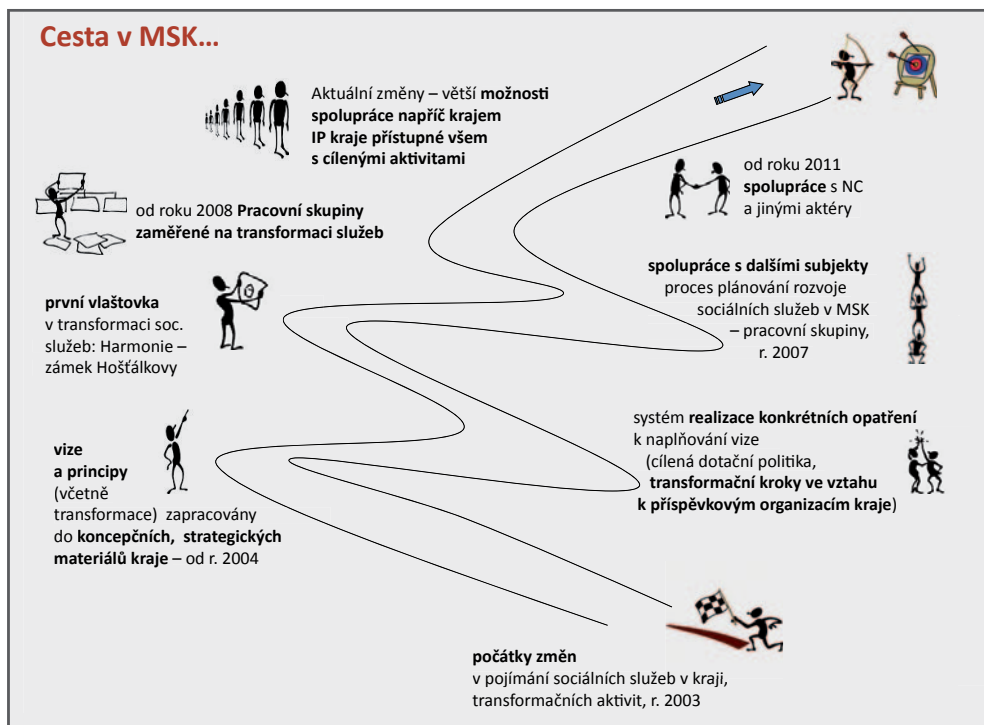 Cesta v MSK...
Aktuální změny – větší možnosti
spolupráce napříč krajem
IP kraje přístupné všem
s cílenými aktivitami
od roku 2011
spolupráce s NC
a jinými aktéry
od roku 2008 Pracovní skupiny
zaměřené na transformaci služeb
spolupráce s dalšími subjekty
proces plánování rozvoje
sociálních služeb v MSK
– pracovní skupiny,
r. 2007
první vlaštovka
v transformaci soc.
služeb: Harmonie –
zámek Hošťálkovy
systém realizace konkrétních opatření
k naplňování vize
(cílená dotační politika,
transformační kroky ve vztahu
k příspěvkovým organizacím kraje)
vize
a principy
(včetně
transformace) zapracovány
do koncepčních, strategických
materiálů kraje – od r. 2004
počátky změn
v pojímání sociálních služeb v kraji,
transformačních aktivit, r. 2003